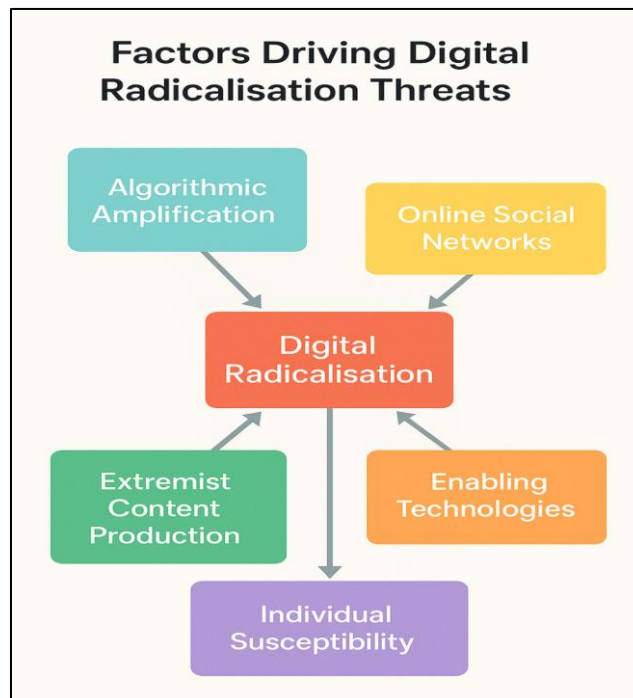 Factors Driving Digital
Radicalisation Threats
Algorithmic
Amplification
Online Social
Networks
Digital
Radicalisation
Extremist
Content
Production
Enabling
Technologies
Individual
Susceptibility